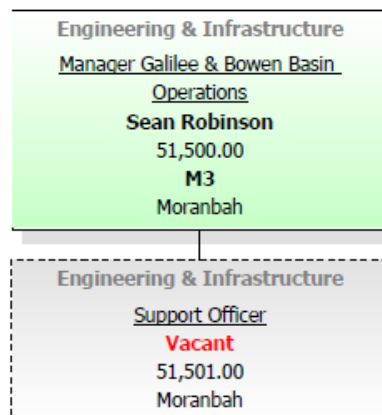 Engineering & Infrastructure
Manager Galilee & Bowen Basin
Operations
Sean Robinson
51,500.00
M3
Moranbah
Engineering & Infrastructure
Support Officer
Vacant
51,501.00
Moranbah